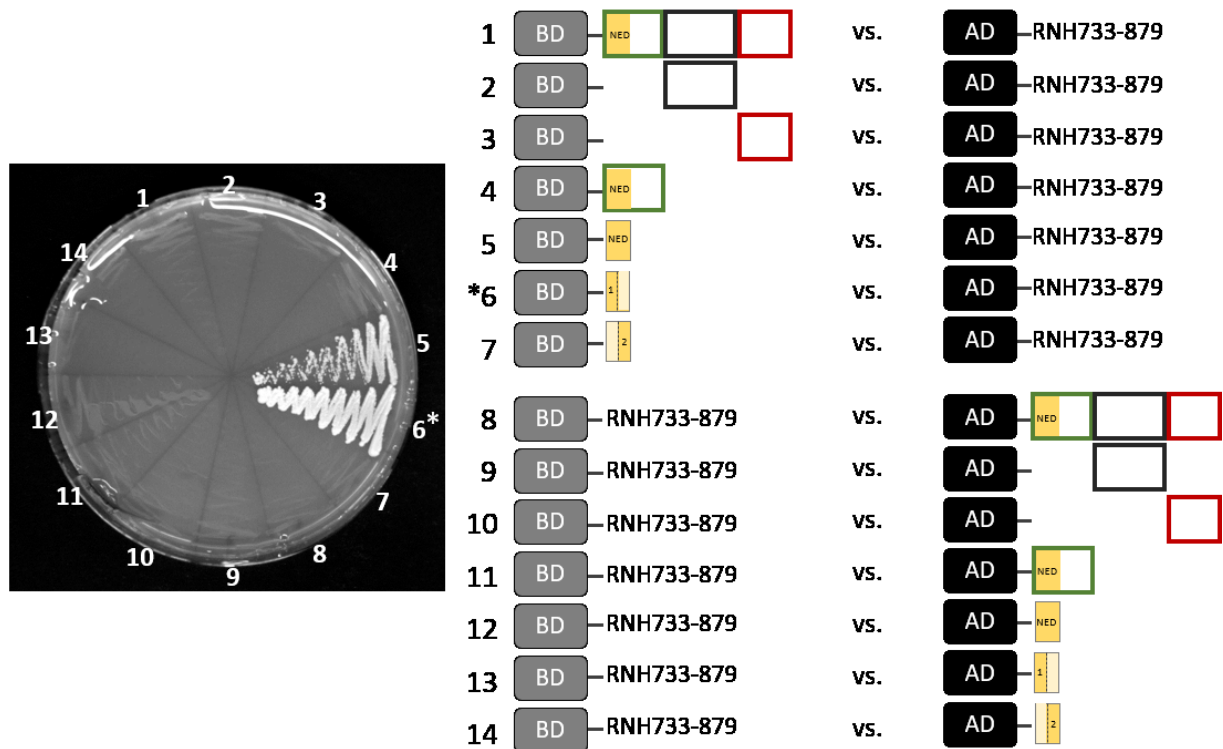 1 BD NED vs. AD RNH733-879
2 BD vs. AD RNH733-879
3 BD vs. AD RNH733-879
4 BD NED vs. AD RNH733-879
5 BD NED vs. AD RNH733-879
*6 BD 1 vs. AD RNH733-879
7 BD 2 vs. AD RNH733-879
8 BD RNH733-879 vs. AD NED
9 BD RNH733-879 vs. AD
10 BD RNH733-879 vs. AD
11 BD RNH733-879 vs. AD NED
12 BD RNH733-879 vs. AD NED
13 BD RNH733-879 vs. AD 1
14 BD RNH733-879 vs. AD 2
1
2
3
4
5
6*
7
8
9
10
11
12
13
14